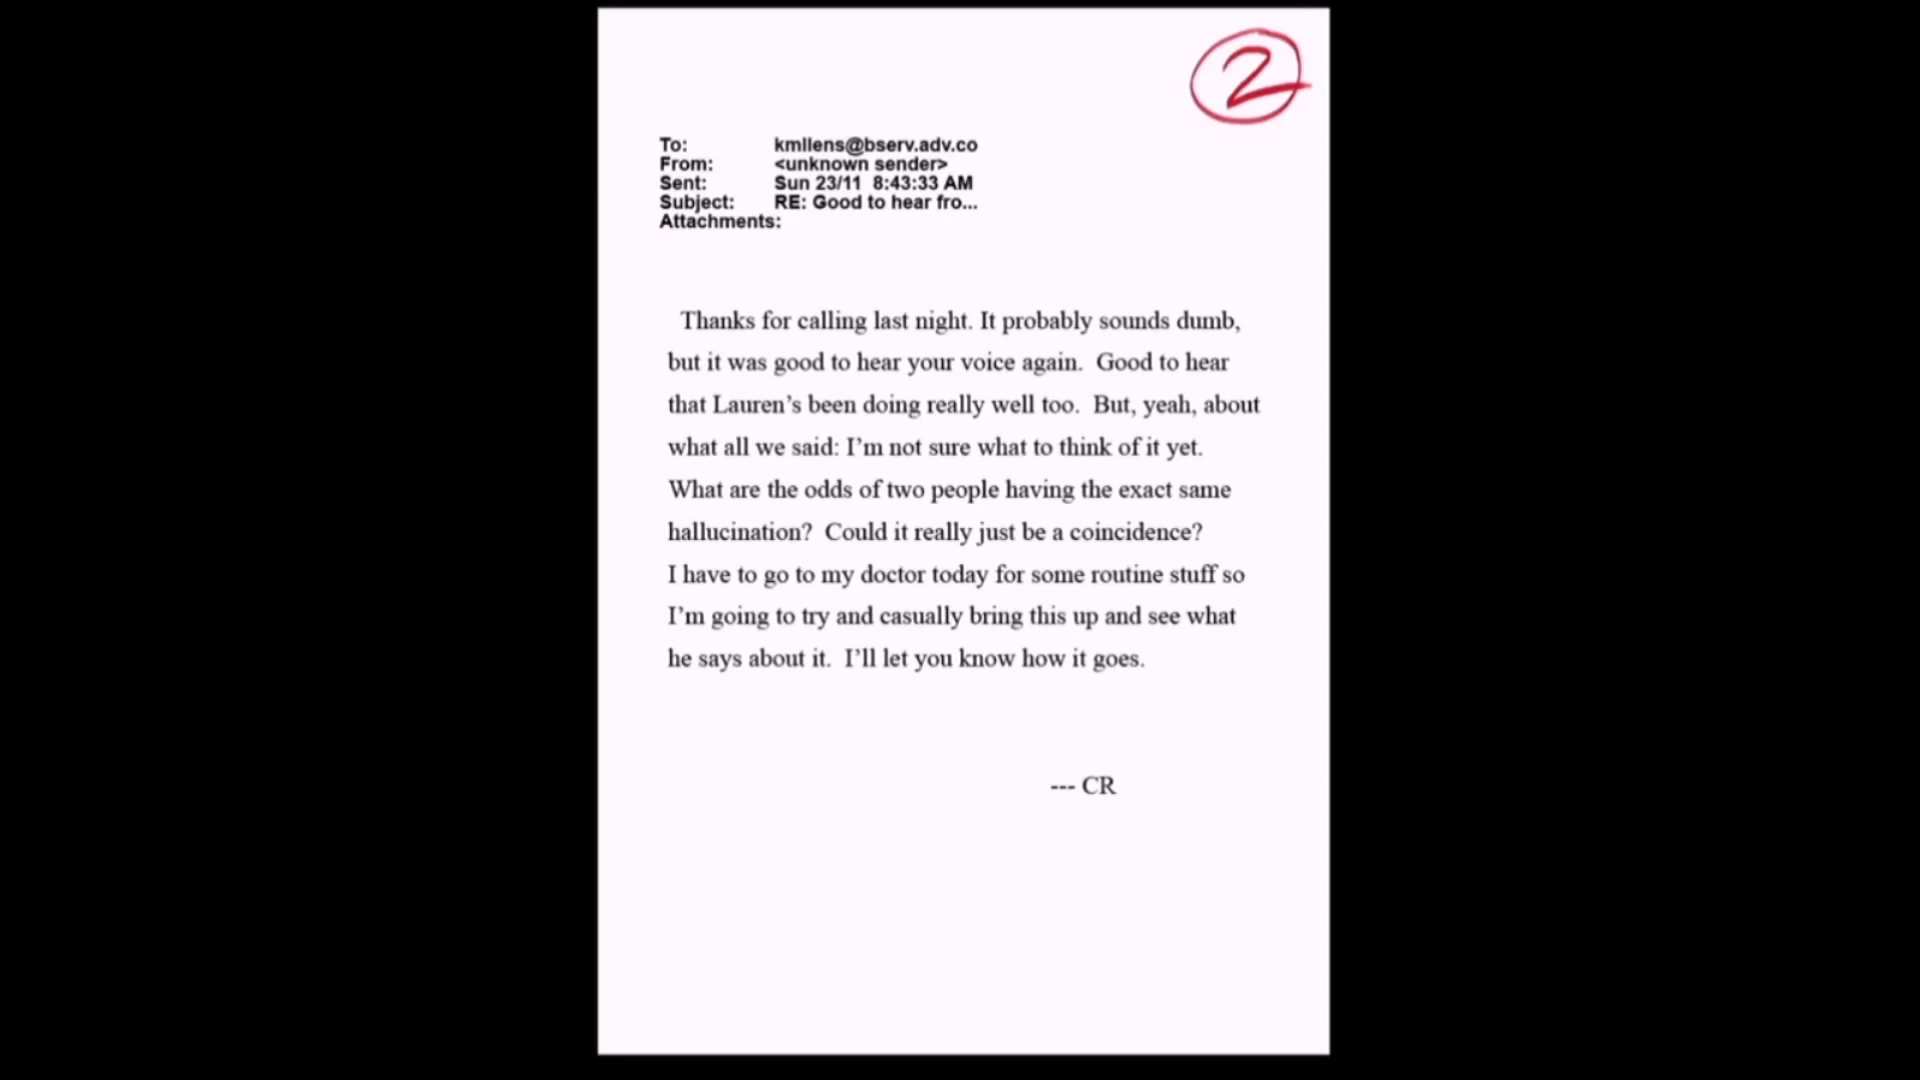 2
To: kmllens@bserv.adv.co
From: <unknown sender>
Sent: Sun 23/11 8:43:33 AM
Subject: RE: Good to hear fro...
Attachments:
Thanks for calling last night. It probably sounds dumb,
but it was good to hear your voice again. Good to hear
that Lauren’s been doing really well too. But, yeah, about
what all we said: I’m not sure what to think of it yet.
What are the odds of two people having the exact same
hallucination? Could it really just be a coincidence?
I have to go to my doctor today for some routine stuff so
I’m going to try and casually bring this up and see what
he says about it. I’ll let you know how it goes.
--- CR